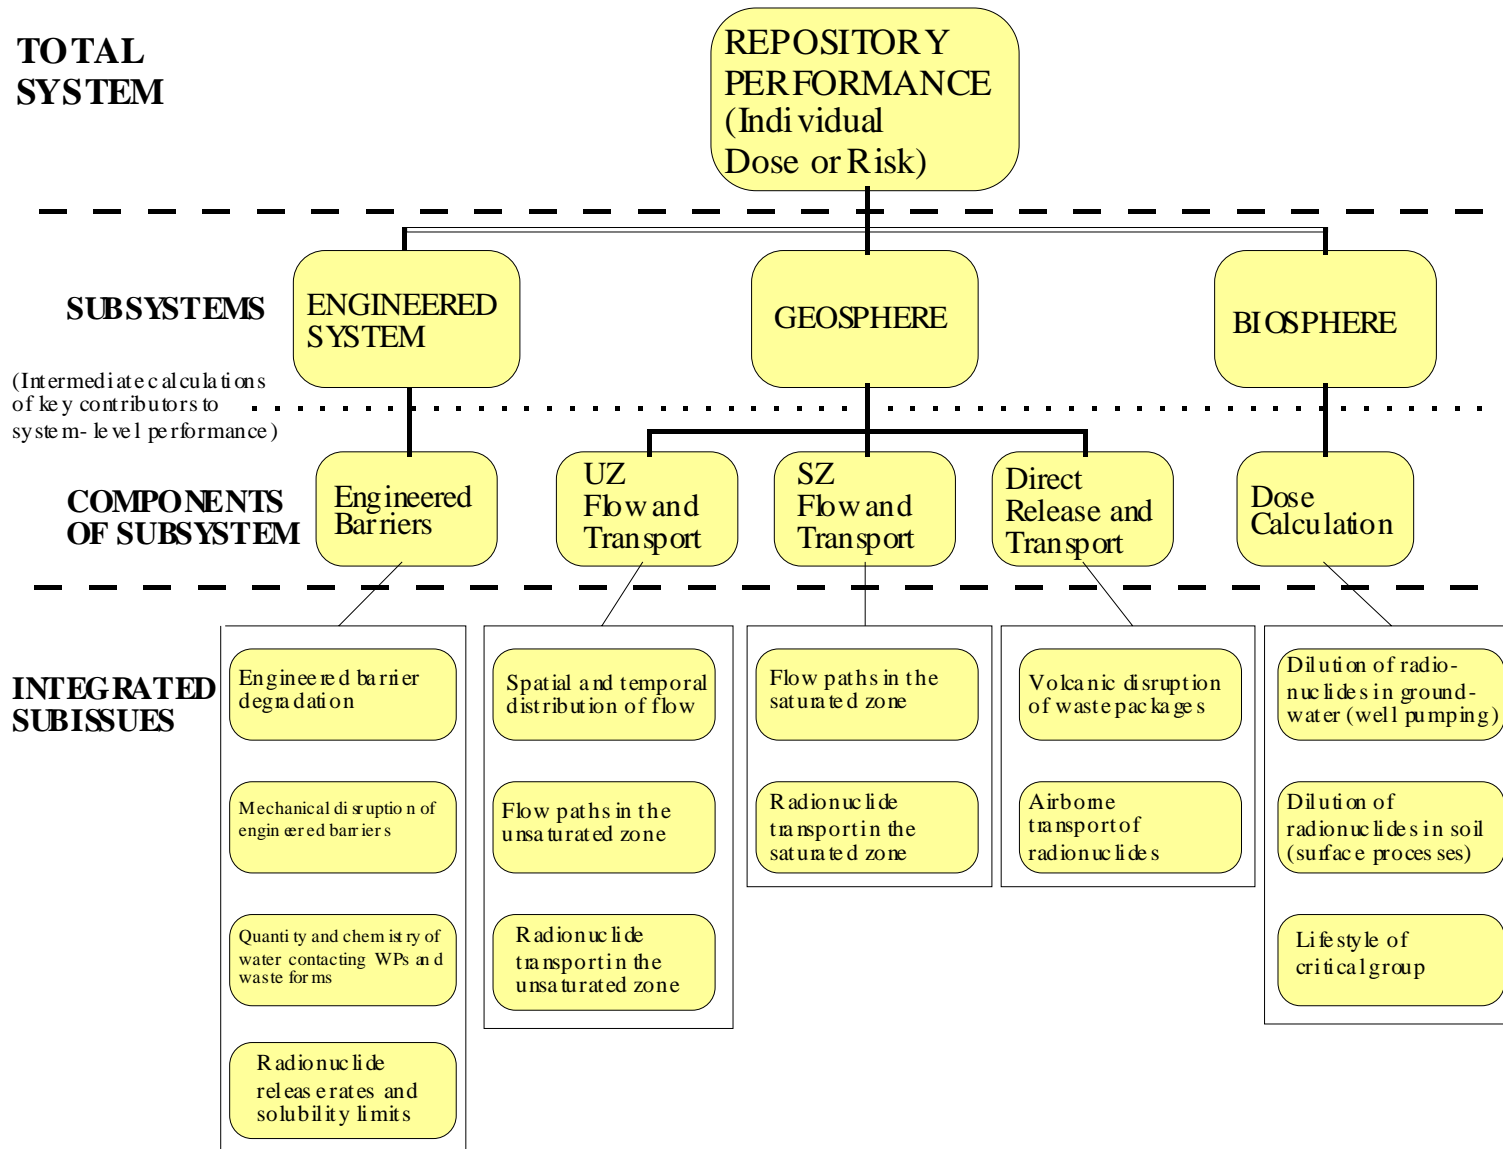 TOTAL
SYSTEM
REPOSITORY
PERFORMANCE
(Individual
Dose or Risk)
SUBSYSTEMS
(Intermediate calculations
of key contributors to
system-level performance)
ENGINEERED
SYSTEM
GEOSPHERE
BIOSPHERE
COMPONENTS
OF SUBSYSTEM
Engineered
Barriers
UZ
Flow and
Transport
SZ
Flow and
Transport
Direct
Release and
Transport
Dose
Calculation
INTEGRATED
SUBISSUES
Engineered barrier
degradation
Mechanical disruption of
engineered barriers
Quantity and chemistry of
water contacting WPs and
waste forms
Radionuclide
release rates and
solubility limits
Spatial and temporal
distribution of flow
Flow paths in the
unsaturated zone
Radionuclide
transport in the
unsaturated zone
Flow paths in the
saturated zone
Radionuclide
transport in the
saturated zone
Volcanic disruption
of waste packages
Airborne
transport of
radionuclides
Dilution of radio-
nuclides in ground-
water (well pumping)
Dilution of
radionuclides in soil
(surface processes)
Lifestyle of
critical group